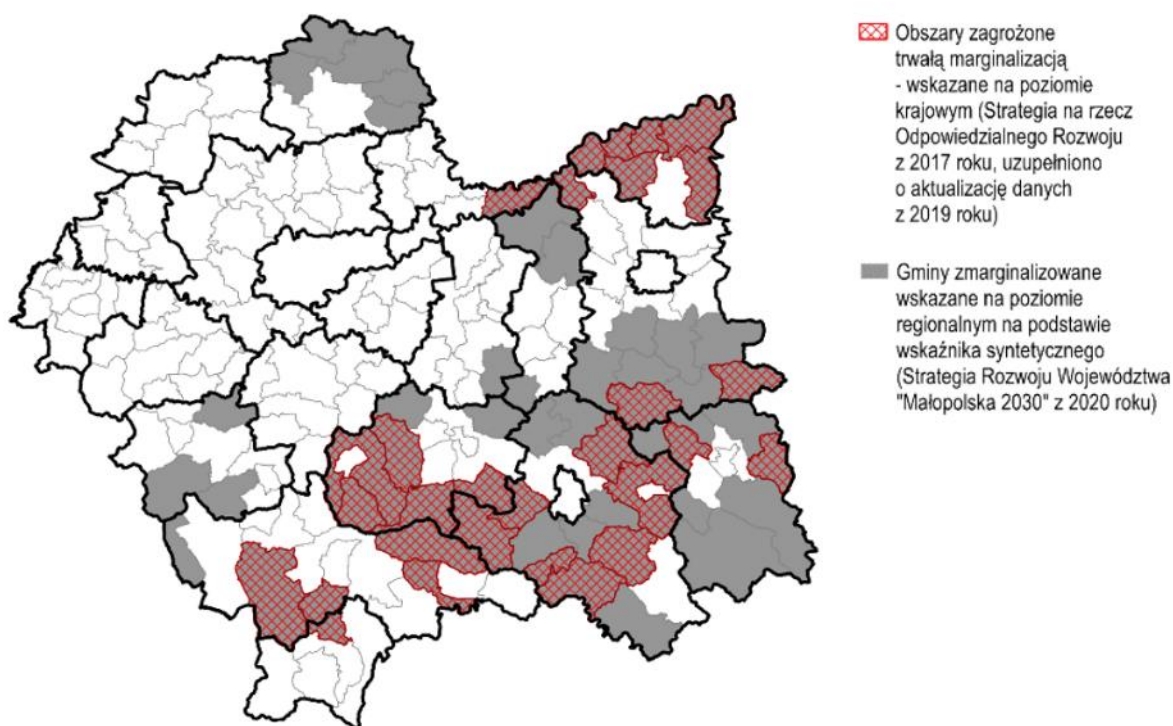 Obszary zagrożone
trwałą marginalizacją
- wskazane na poziomie
krajowym (Strategia na rzecz
Odpowiedzialnego Rozwoju
z 2017 roku, uzupełniono
o aktualizację danych
z 2019 roku)
Gminy zmarginalizowane
wskazane na poziomie
regionalnym na podstawie
wskaźnika syntetycznego
(Strategia Rozwoju Województwa
"Małopolska 2030" z 2020 roku)